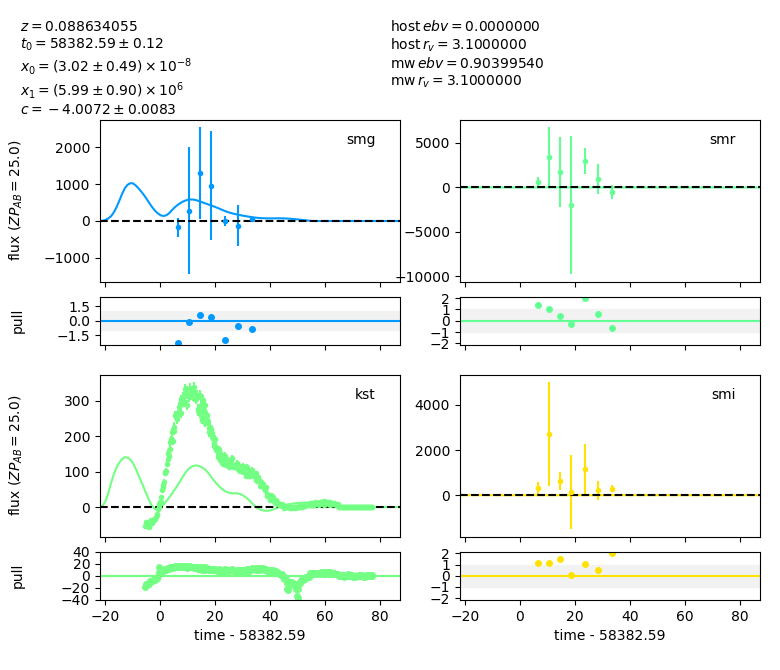 z = 0.088634055
t₀ = 58382.59 ± 0.12
x₀ = (3.02 ± 0.49) × 10⁻⁸
x₁ = (5.99 ± 0.90) × 10⁶
c = −4.0072 ± 0.0083
host ebv = 0.0000000
host r_v = 3.1000000
mw ebv = 0.90399540
mw r_v = 3.1000000
smg
flux (ZP_AB = 25.0)
2000
1000
0
−1000
smr
5000
0
−5000
−10000
pull
1.5
0.0
−1.5
2
1
0
−1
−2
kst
flux (ZP_AB = 25.0)
300
200
100
0
smi
4000
2000
0
pull
40
20
0
−20
−40
2
1
0
−1
−2
−20 0 20 40 60 80
time - 58382.59
−20 0 20 40 60 80
time - 58382.59